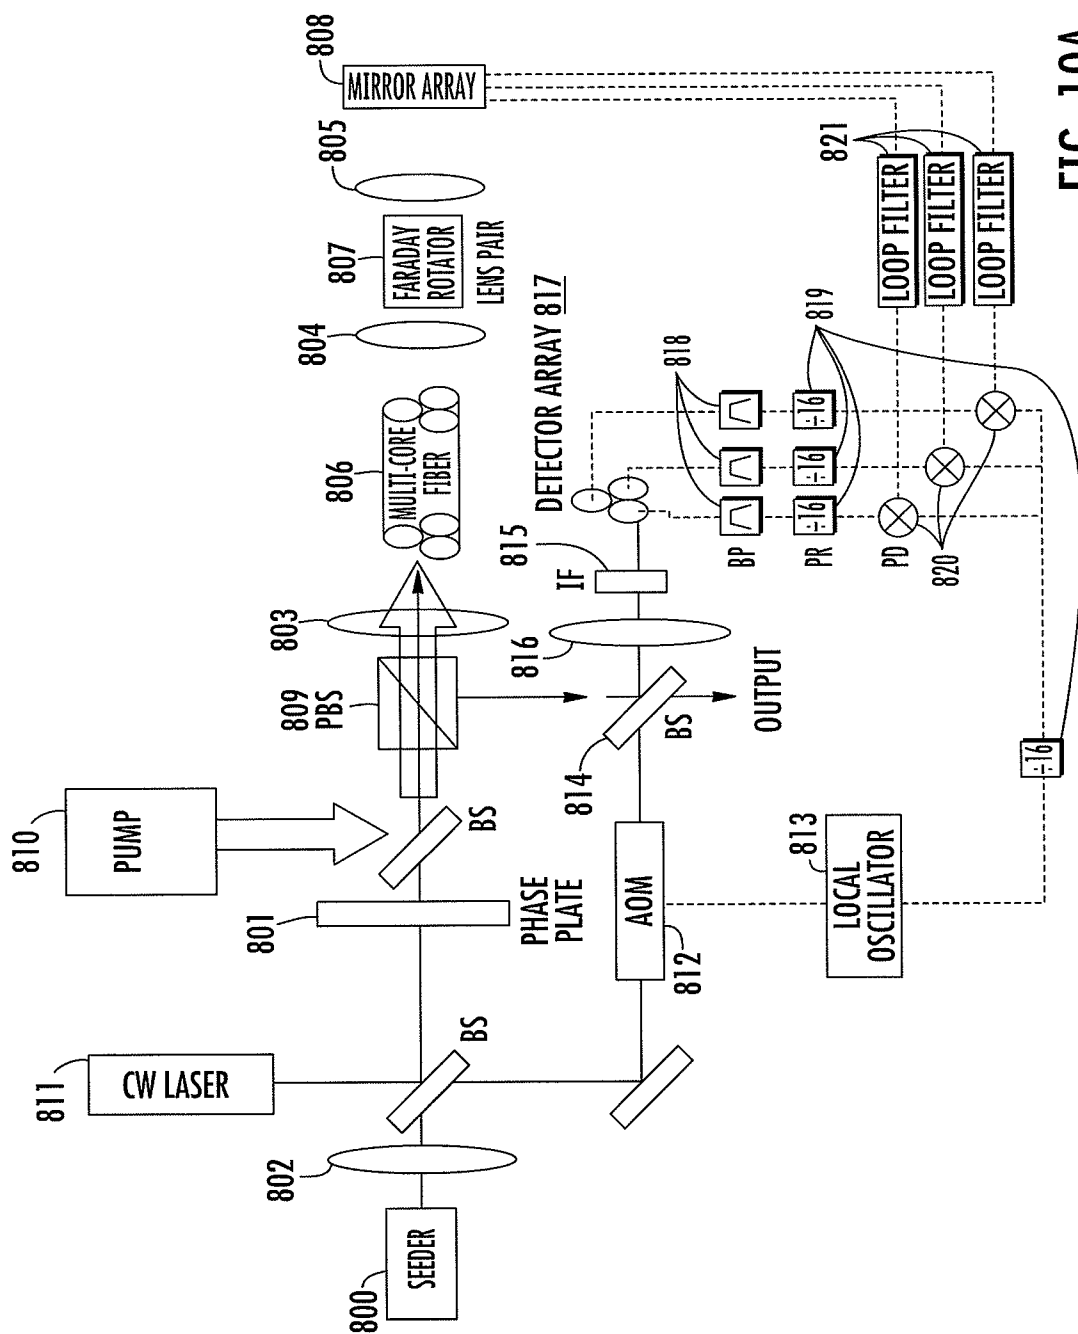 800
SEEDER
802
811
CW LASER
BS
801
PHASE
PLATE
810
PUMP
BS
809
PBS
803
806
MULTI-CORE
FIBER
804
807
FARADAY
ROTATOR
LENS PAIR
805
808
MIRROR ARRAY
812
AOM
814
BS
OUTPUT
816
IF
815
DETECTOR ARRAY 817
813
LOCAL
OSCILLATOR
÷16
BP
818
PR
÷16
÷16
÷16
819
PD
820
LOOP FILTER
LOOP FILTER
LOOP FILTER
821
FIG. 10A